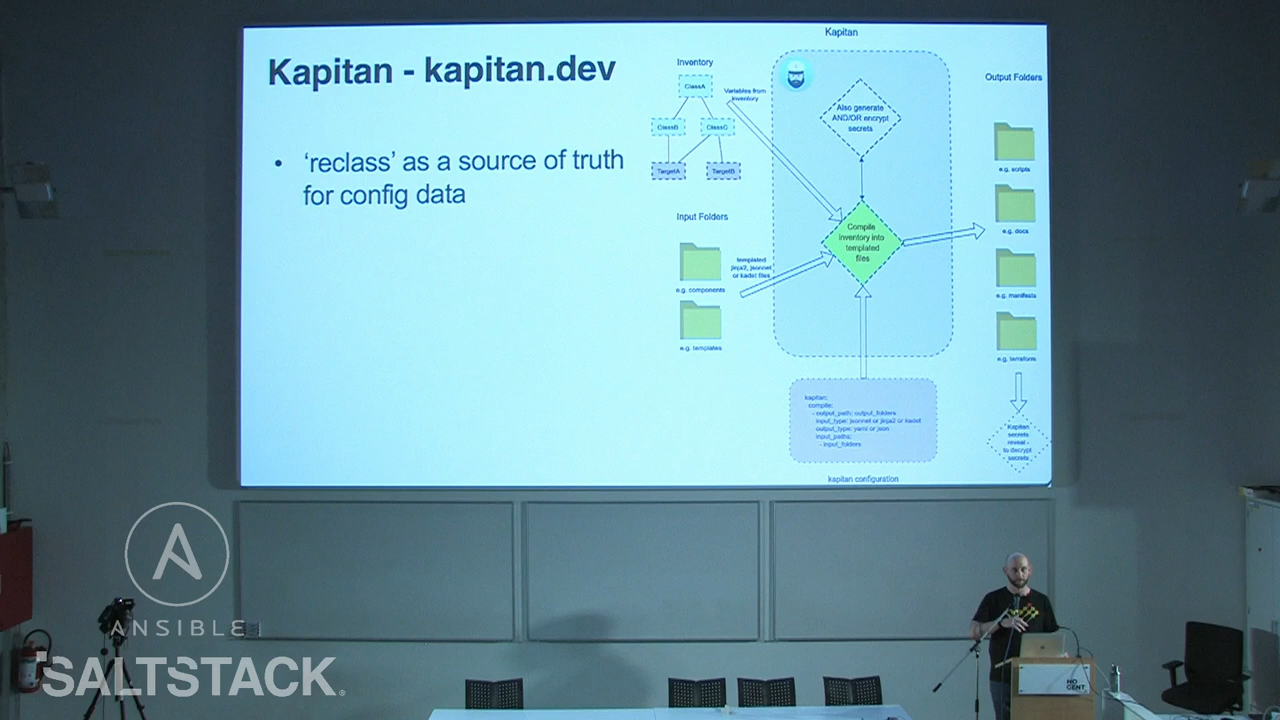 Kapitan - kapitan.dev
• 'reclass' as a source of truth
for config data
Kapitan
Inventory
ClassA
ClassB
ClassC
TargetA
TargetB
Variables from
inventory
Also generate
AND/OR encrypt
secrets
Input Folders
e.g. components
e.g. templates
templated
jinja2, jsonnet
or kadet files
Compile
inventory into
templated
files
Output Folders
e.g. scripts
e.g. docs
e.g. manifests
e.g. terraform
Kapitan
secrets
reveal -
to decrypt
secrets
kapitan:
compile:
- output_path: output_folders
input_type: jsonnet or jinja2 or kadet
output_type: yaml or json
input_paths:
- input_folders
kapitan configuration
ANSIBLE
SALTSTACK
HO
GENT